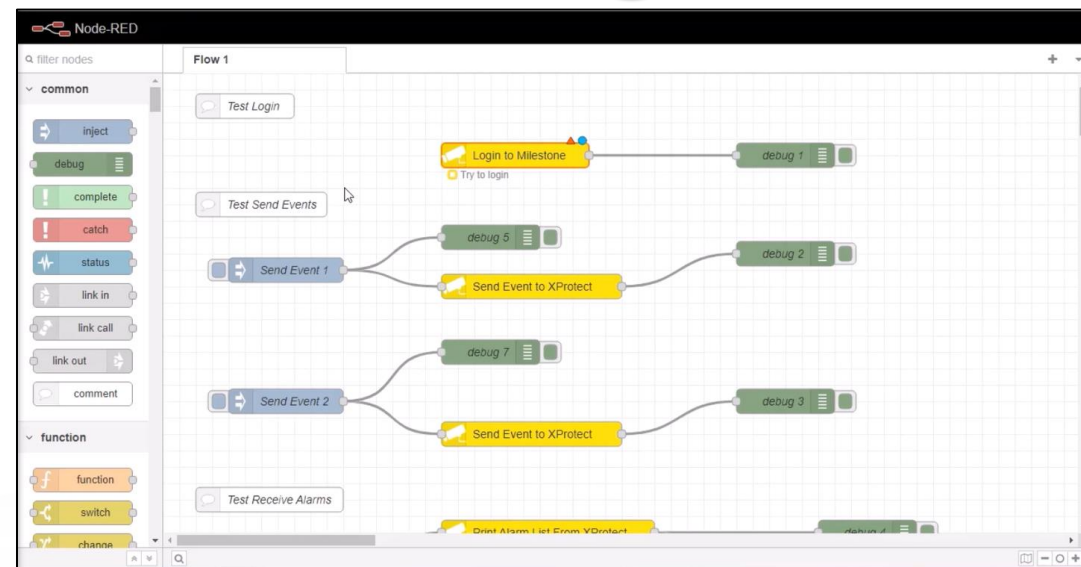 Node-RED
filter nodes
Flow 1
common
inject
debug
complete
catch
status
link in
link call
link out
comment
function
function
switch
change
Test Login
Login to Milestone
debug 1
Try to login
Test Send Events
debug 5
Send Event 1
debug 2
Send Event to XProtect
debug 7
Send Event 2
debug 3
Send Event to XProtect
Test Receive Alarms
Print Alarm List From XProtect
debug 4